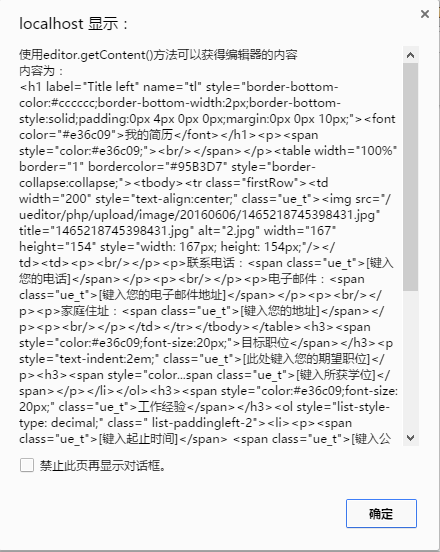 localhost 显示：
使用editor.getContent()方法可以获得编辑器的内容
内容为：
<h1 label="Title left" name="tl" style="border-bottom-
color:#cccccc;border-bottom-width:2px;border-bottom-
style:solid;padding:0px 4px 0px 0px;margin:0px 0px 10px;"><font
color="#e36c09">我的简历</font></h1><p><span
style="color:#e36c09;"><br/></span></p><table width="100%"
border="1" bordercolor="#95B3D7" style="border-
collapse:collapse;"><tbody><tr class="firstRow"><td
width="200" style="text-align:center;" class="ue_t"><img src="/
ueditor/php/upload/image/20160606/1465218745398431.jpg"
title="1465218745398431.jpg" alt="2.jpg" width="167"
height="154" style="width: 167px; height: 154px;"/></
td><td><p><br/></p><p>联系电话：<span class="ue_t">[键入
您的电话]</span></p><p><br/></p><p>电子邮件：<span
class="ue_t">[键入您的电子邮件地址]</span></p><p><br/></
p><p>家庭住址：<span class="ue_t">[键入您的地址]</span></
p><p><br/></p></td></tr></tbody></table><h3><span
style="color:#e36c09;font-size:20px;">目标职位</span></h3><p
style="text-indent:2em;" class="ue_t">[此处键入您的期望职位]</
p><h3><span style="color...span class="ue_t">[键入所获学位]</
span></p></li></ol><h3><span style="color:#e36c09;font-size:
20px;" class="ue_t">工作经验</span></h3><ol style="list-style-
type: decimal;" class=" list-paddingleft-2"><li><p><span
class="ue_t">[键入起止时间]</span> <span class="ue_t">[键入公
禁止此页再显示对话框。
确定